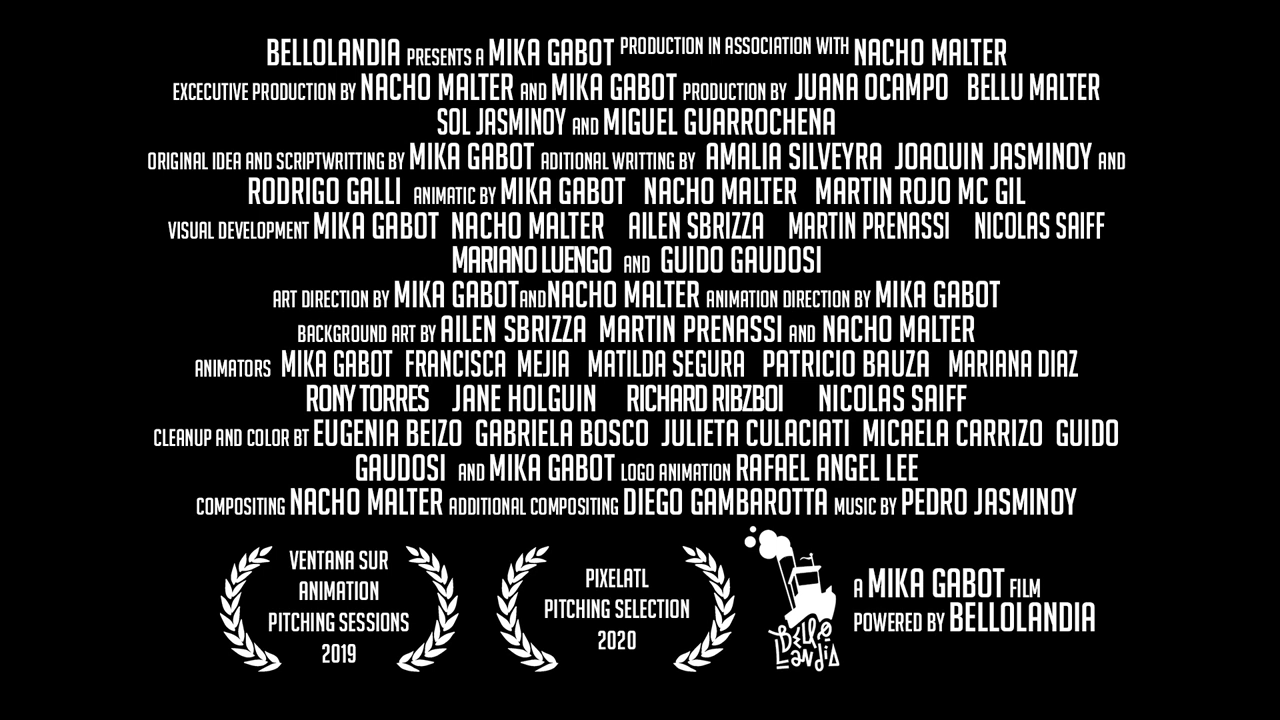 BELLOLANDIA PRESENTS A MIKA GABOT PRODUCTION IN ASSOCIATION WITH NACHO MALTER
EXCECUTIVE PRODUCTION BY NACHO MALTER AND MIKA GABOT PRODUCTION BY JUANA OCAMPO BELLU MALTER
SOL JASMINOY AND MIGUEL GUARROCHENA
ORIGINAL IDEA AND SCRIPTWRITTING BY MIKA GABOT ADITIONAL WRITTING BY AMALIA SILVEYRA JOAQUIN JASMINOY AND
RODRIGO GALLI ANIMATIC BY MIKA GABOT NACHO MALTER MARTIN ROJO MC GIL
VISUAL DEVELOPMENT MIKA GABOT NACHO MALTER AILEN SBRIZZA MARTIN PRENASSI NICOLAS SAIFF
MARIANO LUENGO AND GUIDO GAUDOSI
ART DIRECTION BY MIKA GABOT AND NACHO MALTER ANIMATION DIRECTION BY MIKA GABOT
BACKGROUND ART BY AILEN SBRIZZA MARTIN PRENASSI AND NACHO MALTER
ANIMATORS MIKA GABOT FRANCISCA MEJIA MATILDA SEGURA PATRICIO BAUZA MARIANA DIAZ
RONY TORRES JANE HOLGUIN RICHARD RIBZBOI NICOLAS SAIFF
CLEANUP AND COLOR BT EUGENIA BEIZO GABRIELA BOSCO JULIETA CULACIATI MICAELA CARRIZO GUIDO
GAUDOSI AND MIKA GABOT LOGO ANIMATION RAFAEL ANGEL LEE
COMPOSITING NACHO MALTER ADDITIONAL COMPOSITING DIEGO GAMBAROTTA MUSIC BY PEDRO JASMINOY
VENTANA SUR
ANIMATION
PITCHING SESSIONS
2019
PIXELATL
PITCHING SELECTION
2020
Bello
Landia
A MIKA GABOT FILM
POWERED BY BELLOLANDIA